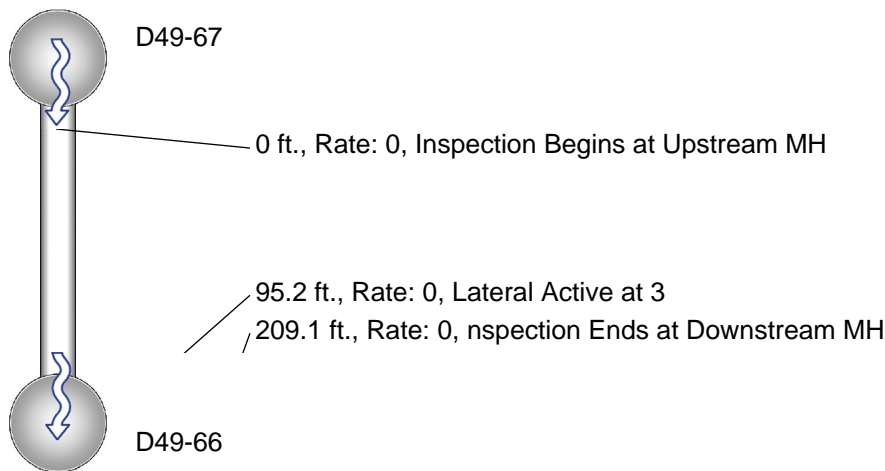 D49-67
0 ft., Rate: 0, Inspection Begins at Upstream MH
95.2 ft., Rate: 0, Lateral Active at 3
209.1 ft., Rate: 0, nspection Ends at Downstream MH
D49-66